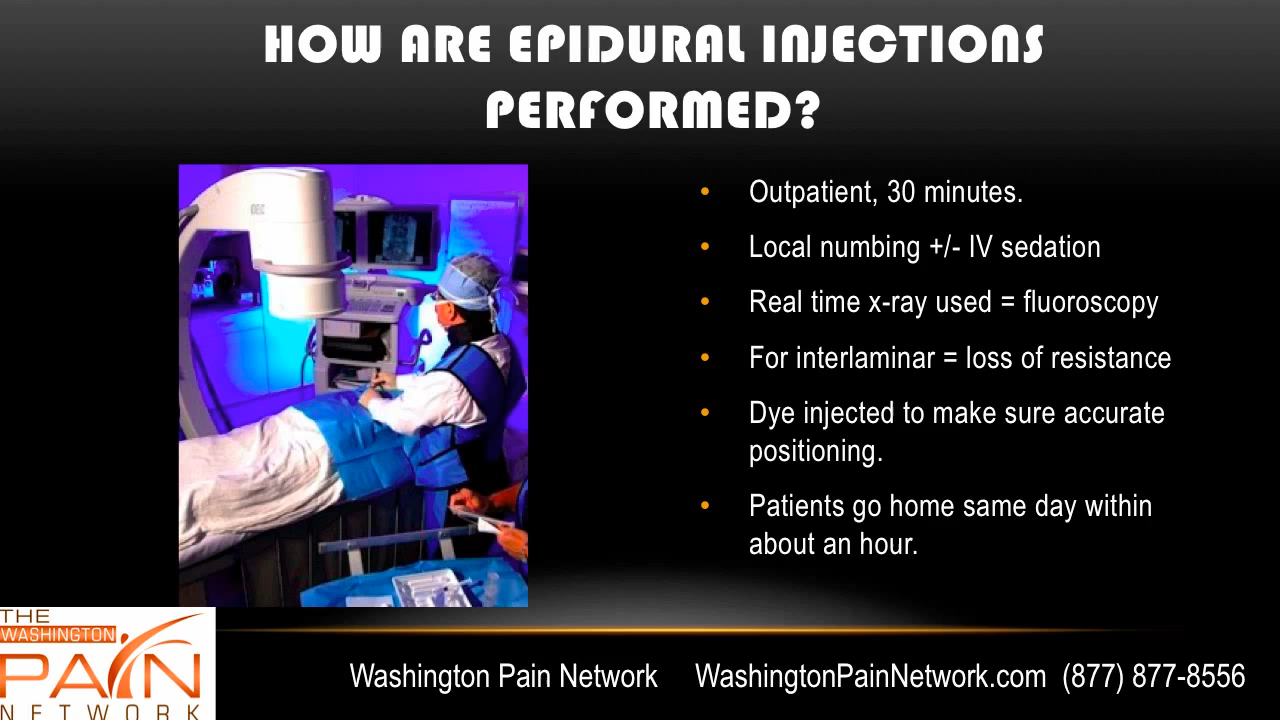 HOW ARE EPIDURAL INJECTIONS
PERFORMED?
• Outpatient, 30 minutes.
• Local numbing +/- IV sedation
• Real time x-ray used = fluoroscopy
• For interlaminar = loss of resistance
• Dye injected to make sure accurate
positioning.
• Patients go home same day within
about an hour.
THE
WASHINGTON
PAIN
NETWORK
Washington Pain Network WashingtonPainNetwork.com (877) 877-8556